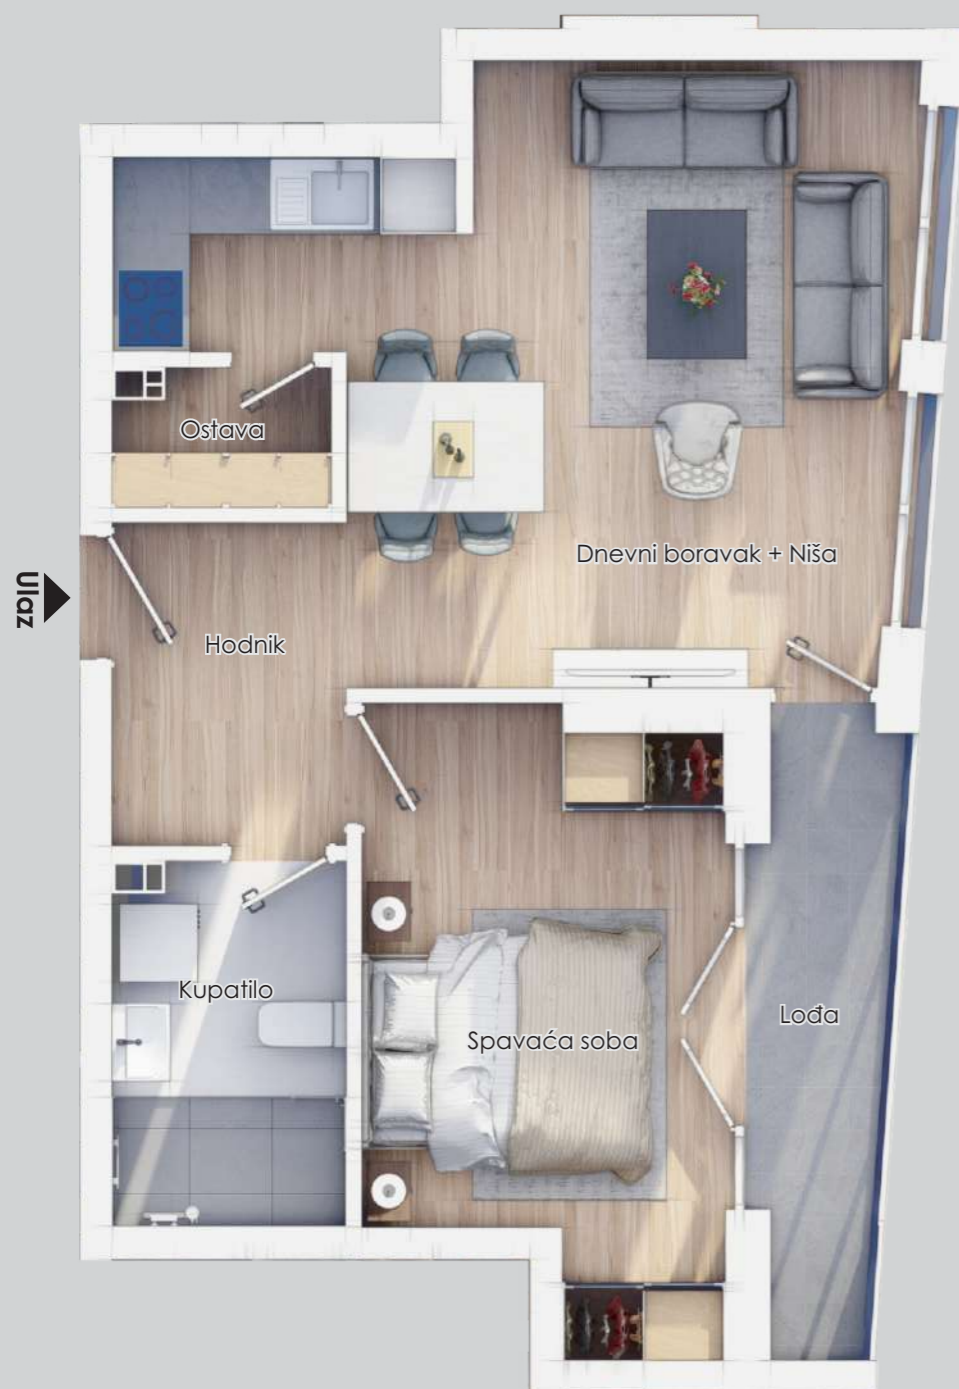 Ostava
Dnevni boravak + Niša
Ulaz
Hodnik
Kupatilo
Spavaća soba
Lođa